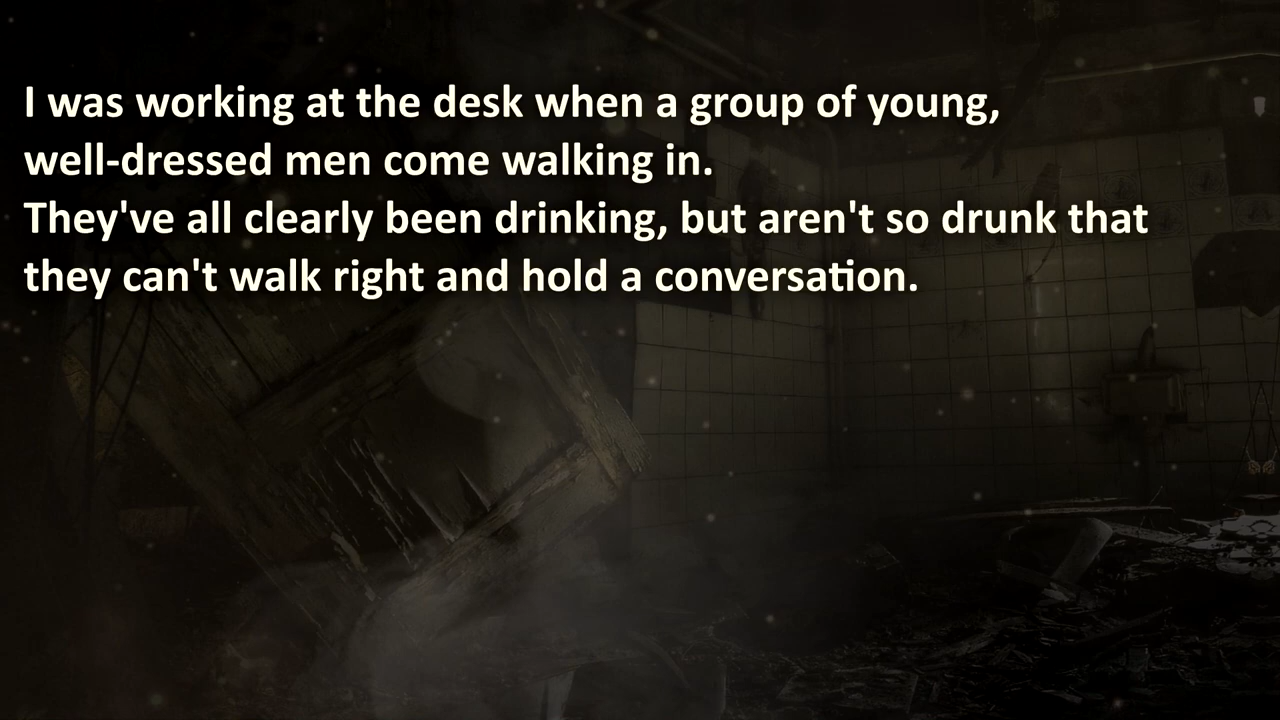 I was working at the desk when a group of young,
well-dressed men come walking in.
They've all clearly been drinking, but aren't so drunk that
they can't walk right and hold a conversation.